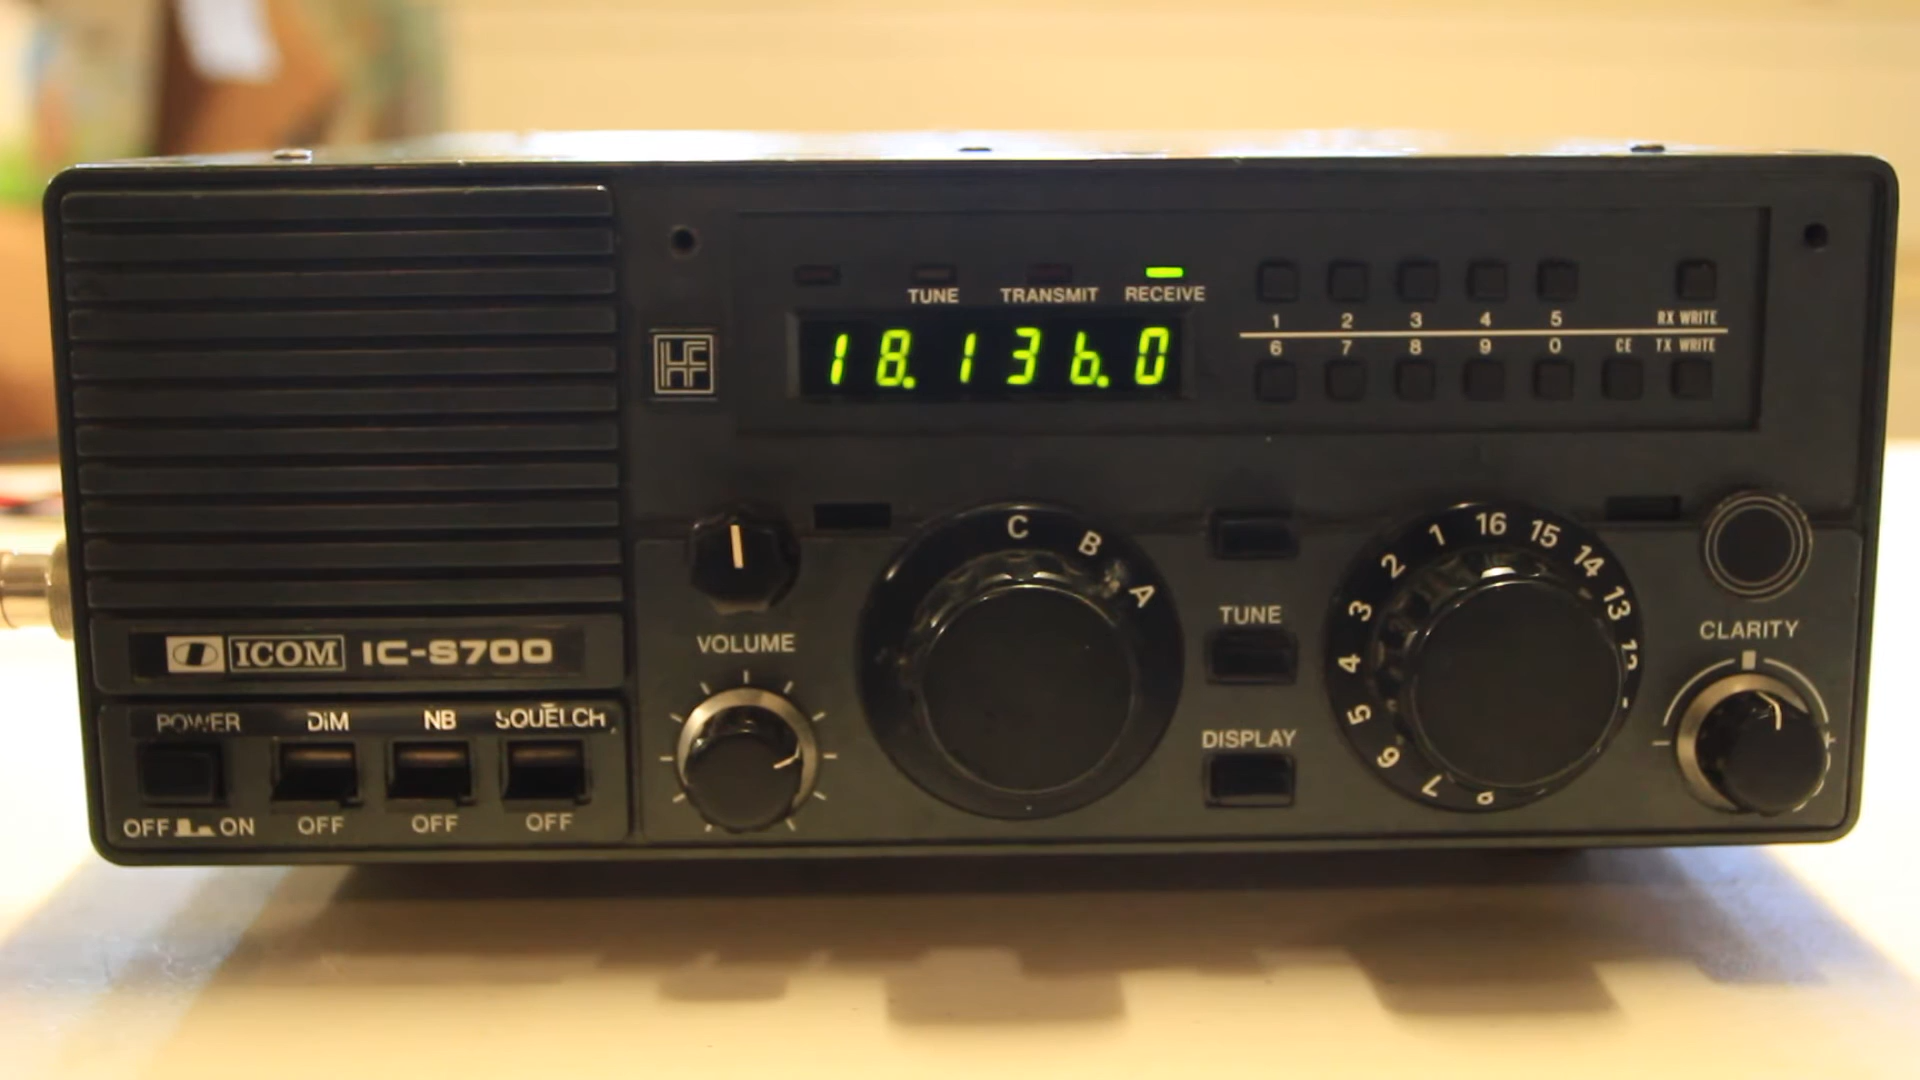 TUNE TRANSMIT RECEIVE
HF
18.136.0
1 2 3 4 5 RX WRITE
6 7 8 9 0 CE TX WRITE
C B A
TUNE
DISPLAY
1 16 15 14 13 12
2 3 4 5 6 7
VOLUME
CLARITY
- +
ICOM IC-S700
POWER DIM NB SQUELCH
OFF ON OFF OFF OFF